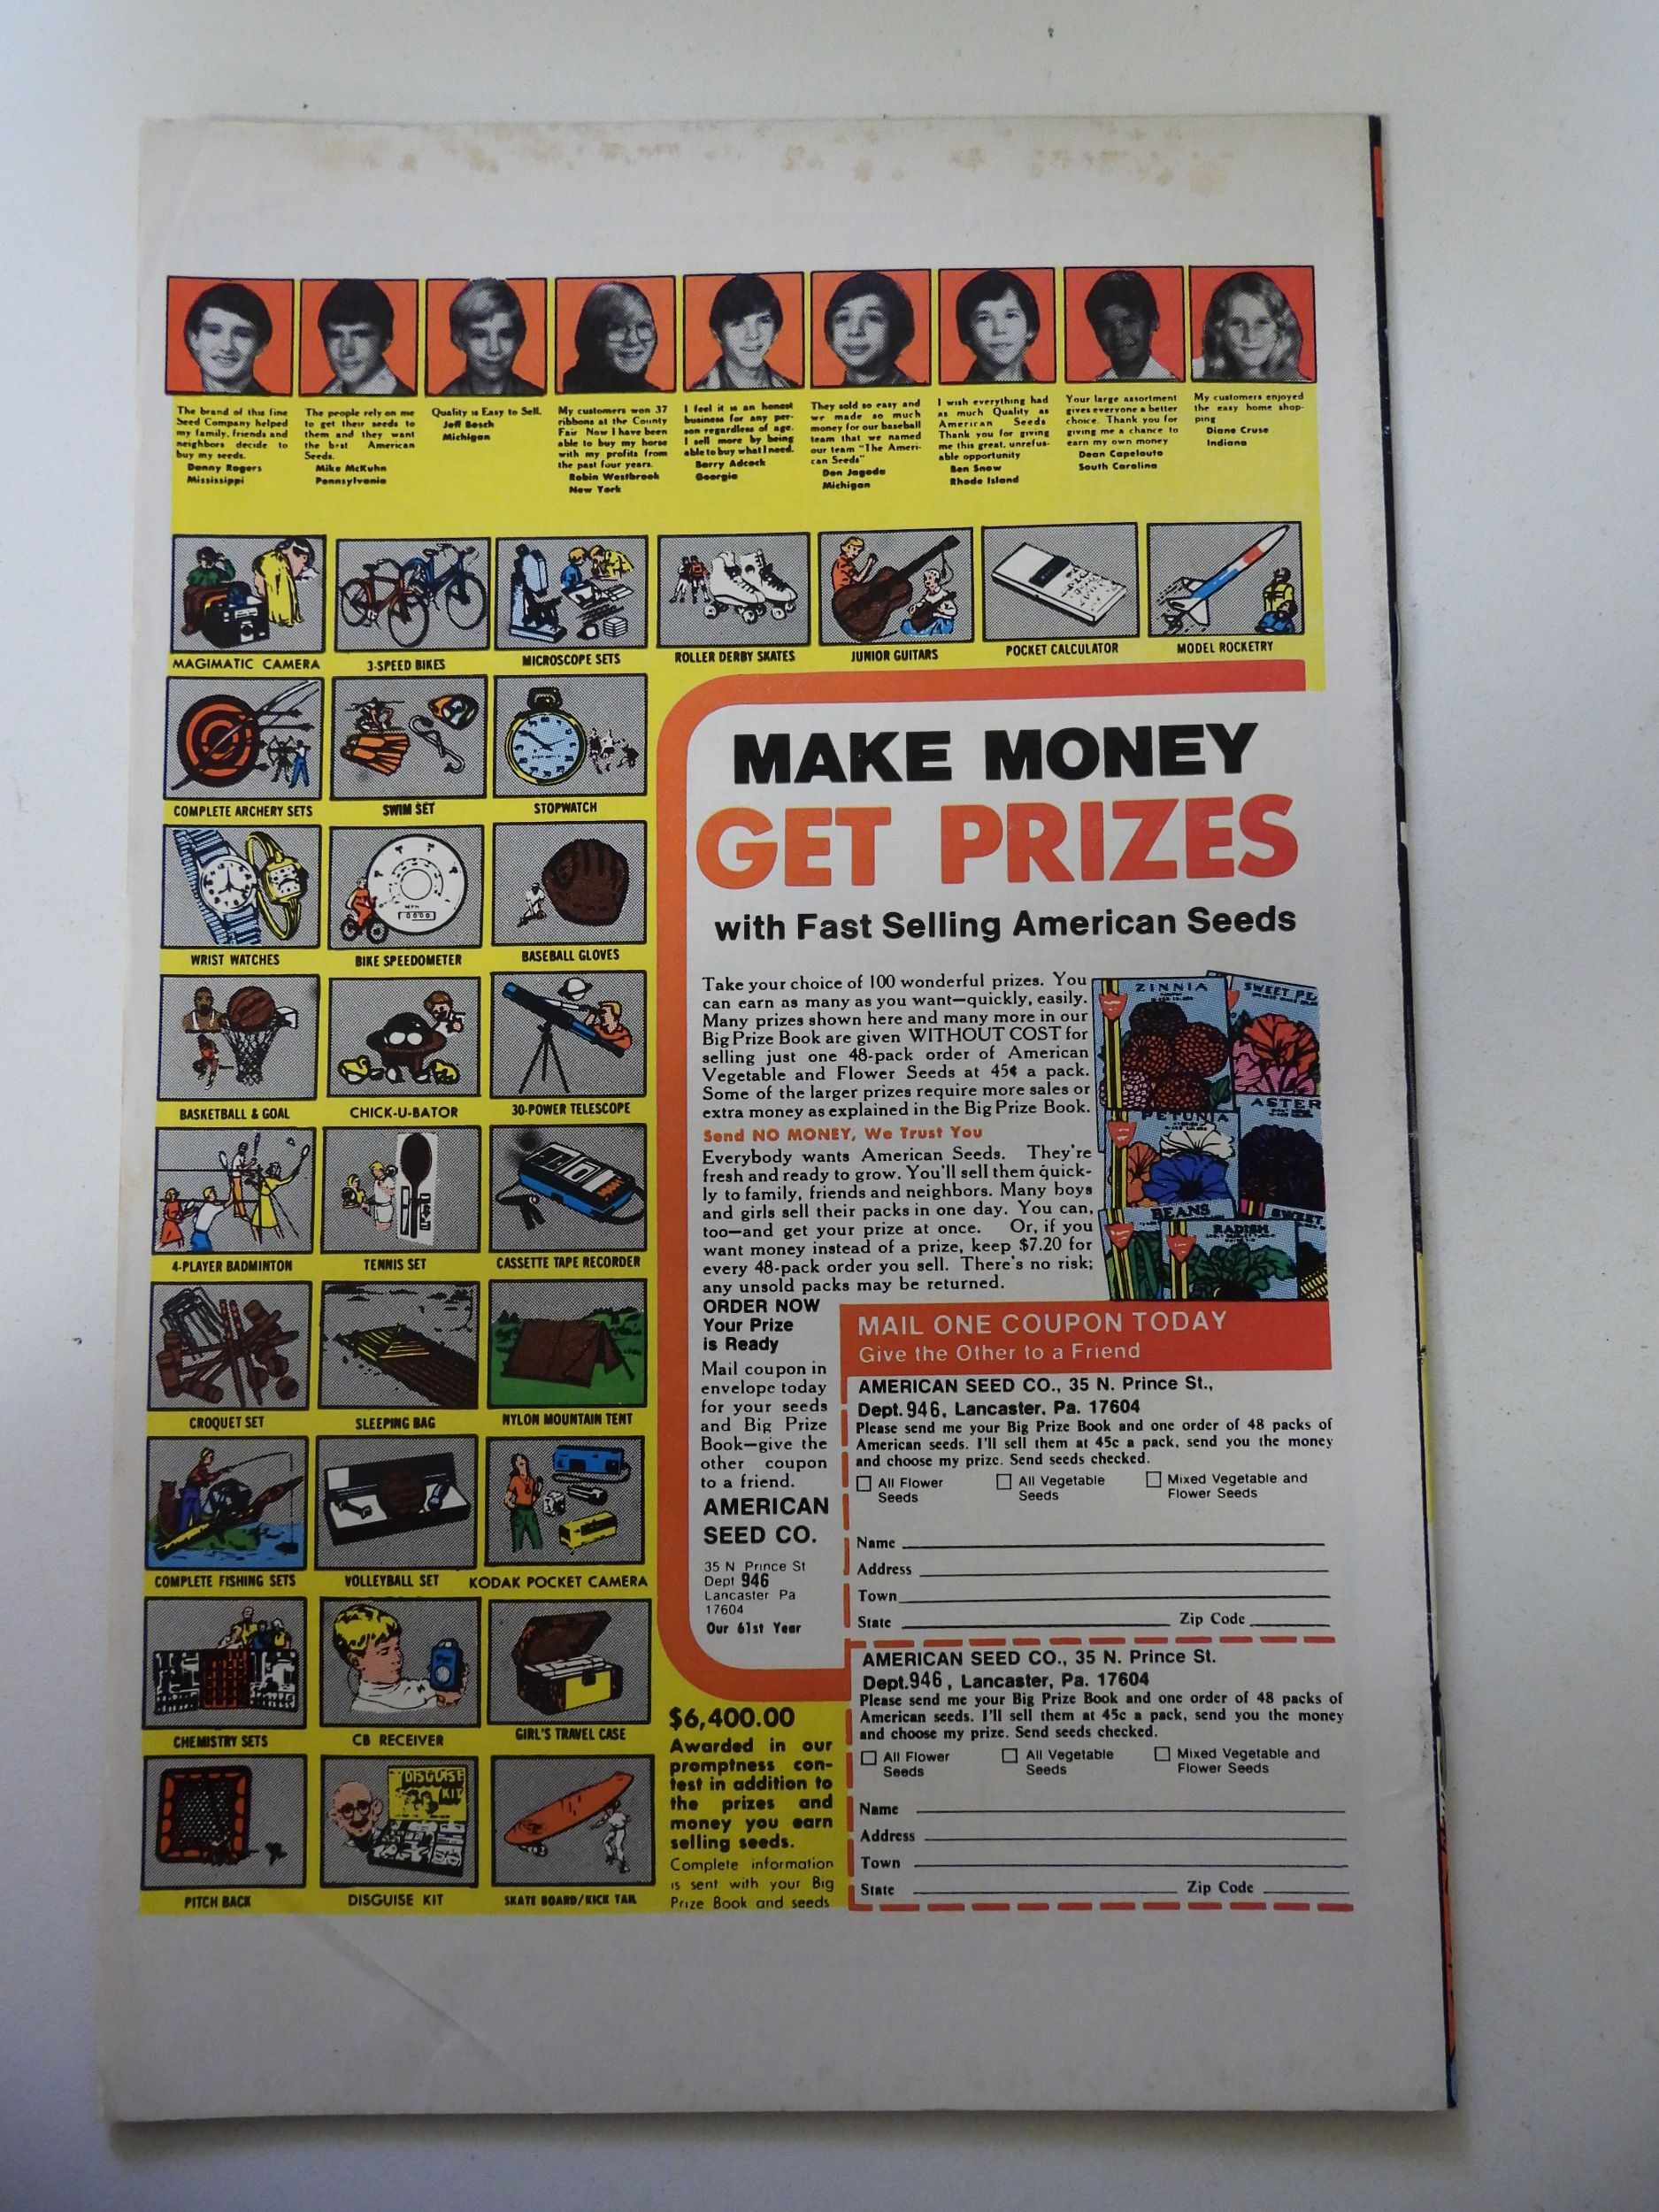 The brand of this fine
Seed Company helped
my family, friends and
neighbors decide to
buy my seeds.
Danny Rogers
Mississippi
The people rely on me
to get their seeds to
them and they want
the brat American
Seeds.
Mike McKuhn
Pennsylvania
Quality is Easy to Sell.
Jeff Bosch
Michigan
My customers won 37
ribbons at the County
Fair Now I have been
able to buy my horse
with my profits from
the past four years.
Robin Westbrook
New York
I feel it is an honest
business for any per-
son regardless of age.
I sell more by being
able to buy what I need.
Barry Adcock
Georgia
They sold so easy and
we made so much
money for our baseball
team that we named
our team "The Ameri-
can Seeds"
Don Jagoda
Michigan
I wish everything had
as much Quality as
American Seeds
Thank you for giving
me this great, unrefus-
able opportunity
Ben Snow
Rhode Island
Your large assortment
gives everyone a better
choice. Thank you for
giving me a chance to
earn my own money
Dean Capelouto
South Carolina
My customers enjoyed
the easy home shop-
ping
Diane Cruse
Indiana
MAGIMATIC CAMERA
3-SPEED BIKES
MICROSCOPE SETS
ROLLER DERBY SKATES
JUNIOR GUITARS
POCKET CALCULATOR
MODEL ROCKETRY
COMPLETE ARCHERY SETS
SWIM SET
STOPWATCH
WRIST WATCHES
MPH
0000
BIKE SPEEDOMETER
BASEBALL GLOVES
BASKETBALL & GOAL
CHICK-U-BATOR
30-POWER TELESCOPE
4-PLAYER BADMINTON
TENNIS SET
CASSETTE TAPE RECORDER
CROQUET SET
SLEEPING BAG
NYLON MOUNTAIN TENT
COMPLETE FISHING SETS
VOLLEYBALL SET
KODAK POCKET CAMERA
CHEMISTRY SETS
CB RECEIVER
GIRL'S TRAVEL CASE
DISGUISE
KIT
PITCH BACK
DISGUISE KIT
SKATE BOARD/KICK TAIL
MAKE MONEY
GET PRIZES
with Fast Selling American Seeds
Take your choice of 100 wonderful prizes. You
can earn as many as you want—quickly, easily.
Many prizes shown here and many more in our
Big Prize Book are given WITHOUT COST for
selling just one 48-pack order of American
Vegetable and Flower Seeds at 45¢ a pack.
Some of the larger prizes require more sales or
extra money as explained in the Big Prize Book.
Send NO MONEY, We Trust You
Everybody wants American Seeds. They're
fresh and ready to grow. You'll sell them quick-
ly to family, friends and neighbors. Many boys
and girls sell their packs in one day. You can,
too—and get your prize at once. Or, if you
want money instead of a prize, keep $7.20 for
every 48-pack order you sell. There's no risk;
any unsold packs may be returned.
ZINNIA
SWEET PE
PETUNIA
ASTER
BEANS
RADISH
SWEET
ORDER NOW
Your Prize
is Ready
Mail coupon in
envelope today
for your seeds
and Big Prize
Book—give the
other coupon
to a friend.
AMERICAN
SEED CO.
35 N Prince St
Dept 946
Lancaster Pa
17604
Our 61st Year
$6,400.00
Awarded in our
promptness con-
test in addition to
the prizes and
money you earn
selling seeds.
Complete information
is sent with your Big
Prize Book and seeds
MAIL ONE COUPON TODAY
Give the Other to a Friend
AMERICAN SEED CO., 35 N. Prince St.,
Dept. 946, Lancaster, Pa. 17604
Please send me your Big Prize Book and one order of 48 packs of
American seeds. I'll sell them at 45c a pack, send you the money
and choose my prize. Send seeds checked.
All Flower Seeds
All Vegetable Seeds
Mixed Vegetable and Flower Seeds
Name
Address
Town
State Zip Code
AMERICAN SEED CO., 35 N. Prince St.
Dept. 946, Lancaster, Pa. 17604
Please send me your Big Prize Book and one order of 48 packs of
American seeds. I'll sell them at 45c a pack, send you the money
and choose my prize. Send seeds checked.
All Flower Seeds
All Vegetable Seeds
Mixed Vegetable and Flower Seeds
Name
Address
Town
State Zip Code